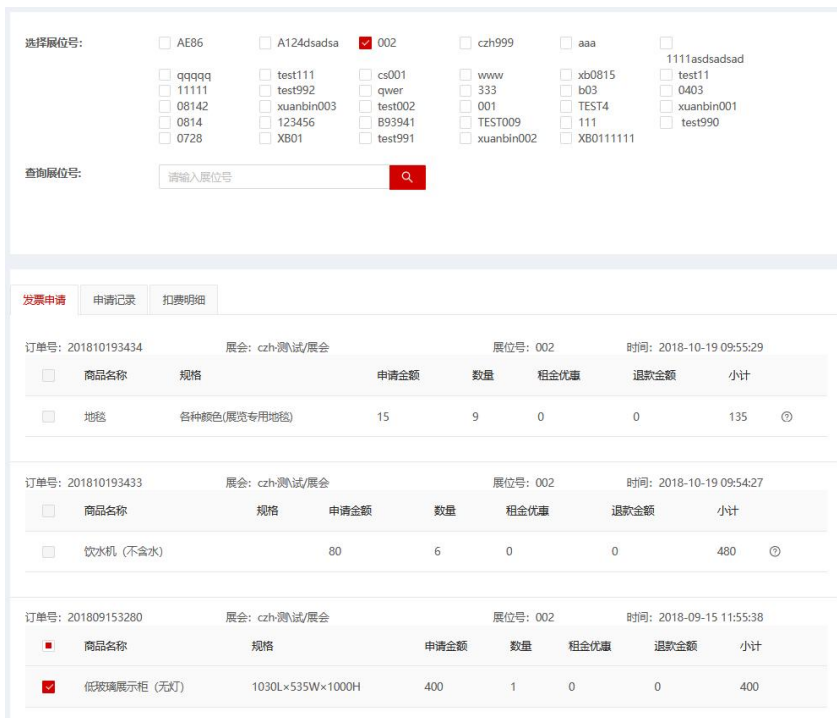 选择展位号: AE86 A124dsadsa 002 czh999 aaa
1111asdsadsad
qqqqq test111 cs001 www xb0815 test11
11111 test992 qwer 333 b03 0403
08142 xuanbin003 test002 001 TEST4 xuanbin001
0814 123456 B93941 TEST009 111 test990
0728 XB01 test991 xuanbin002 XB0111111
查询展位号: 请输入展位号
发票申请 申请记录 扣费明细
订单号: 201810193434 展会: czh-测\试/展会 展位号: 002 时间: 2018-10-19 09:55:29
商品名称 规格 申请金额 数量 租金优惠 退款金额 小计
地毯 各种颜色(展览专用地毯) 15 9 0 0 135
订单号: 201810193433 展会: czh-测\试/展会 展位号: 002 时间: 2018-10-19 09:54:27
商品名称 规格 申请金额 数量 租金优惠 退款金额 小计
饮水机（不含水） 80 6 0 0 480
订单号: 201809153280 展会: czh-测\试/展会 展位号: 002 时间: 2018-09-15 11:55:38
商品名称 规格 申请金额 数量 租金优惠 退款金额 小计
低玻璃展示柜（无灯） 1030L×535W×1000H 400 1 0 0 400